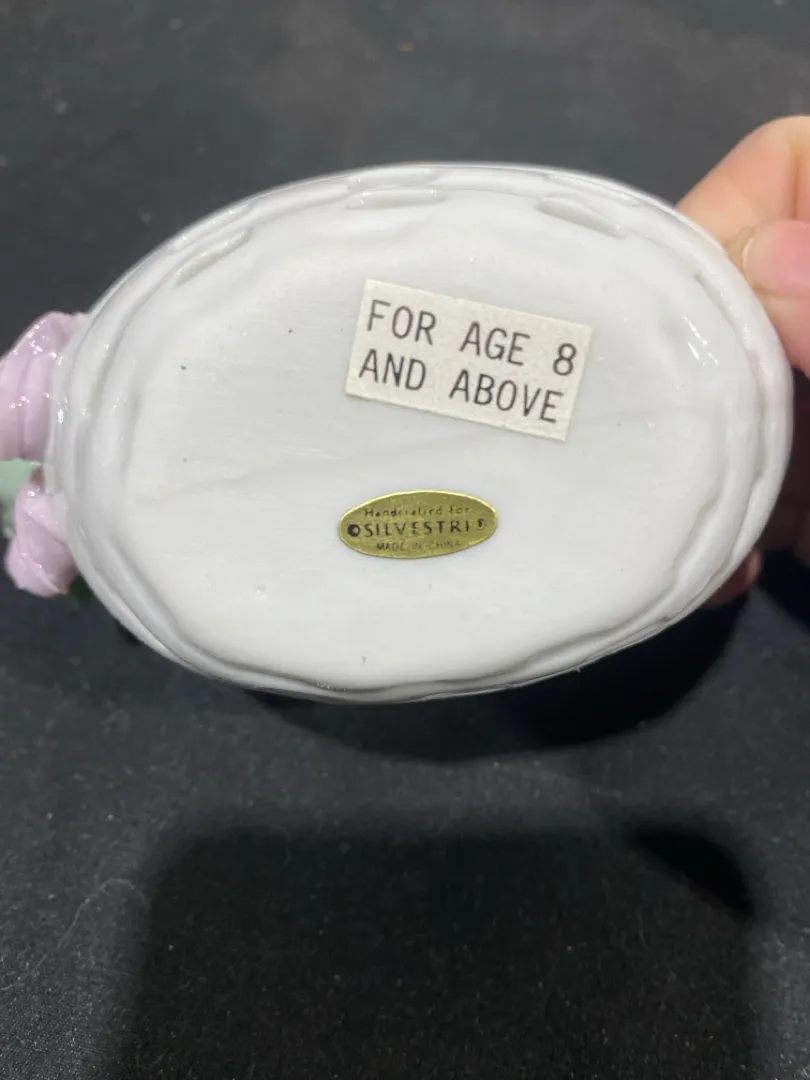 FOR AGE 8
AND ABOVE
Handcrafted for
©SILVESTRI®
MADE IN CHINA